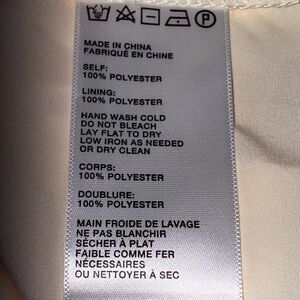 MADE IN CHINA
FABRIQUÉ EN CHINE
SELF:
100% POLYESTER
LINING:
100% POLYESTER
HAND WASH COLD
DO NOT BLEACH
LAY FLAT TO DRY
LOW IRON AS NEEDED
OR DRY CLEAN
CORPS:
100% POLYESTER
DOUBLURE:
100% POLYESTER
MAIN FROIDE DE LAVAGE
NE PAS BLANCHIR
SÉCHER À PLAT
FAIBLE COMME FER
NÉCESSAIRES
OU NETTOYER À SEC